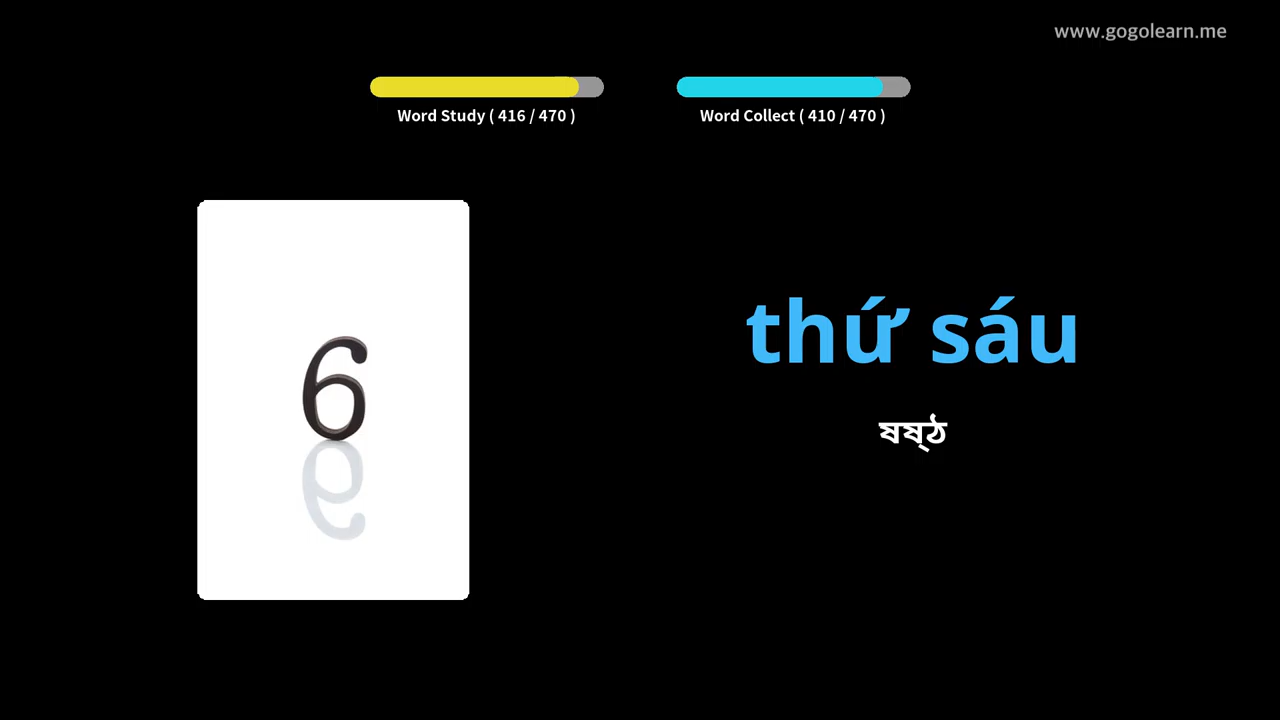 www.gogolearn.me
Word Study ( 416 / 470 )
Word Collect ( 410 / 470 )
6
thứ sáu
ষষ্ঠ